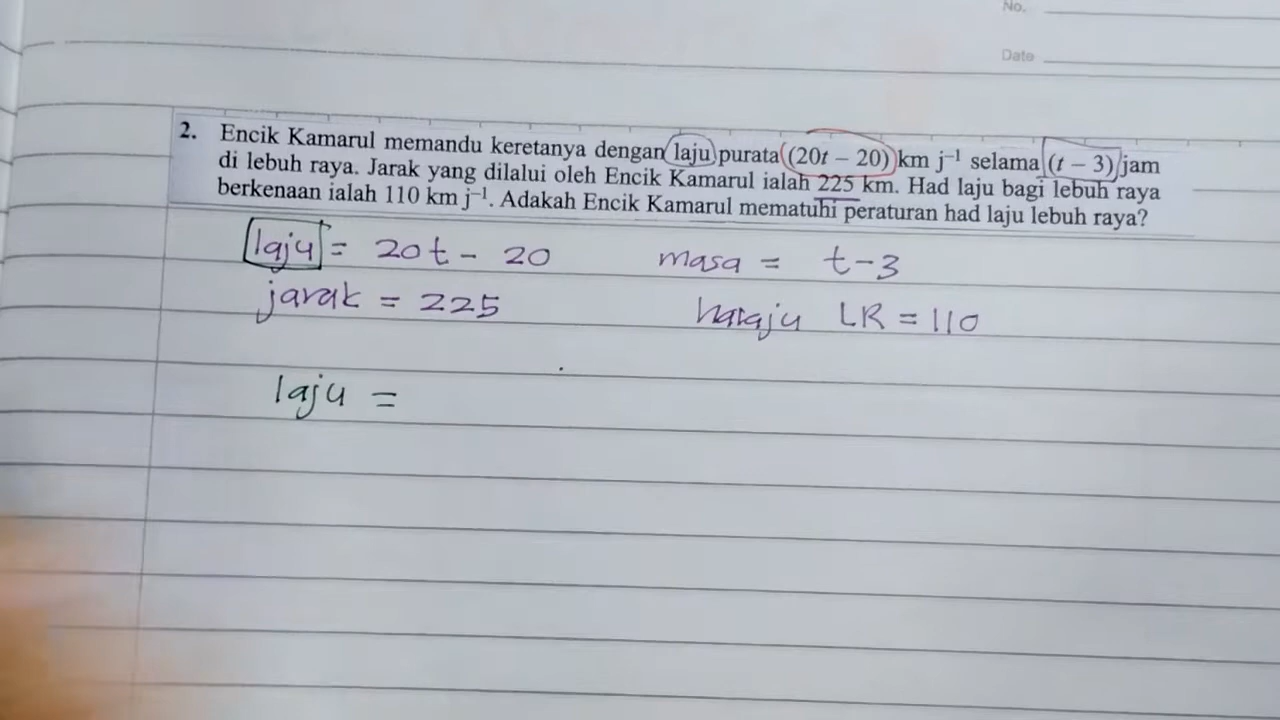 No.
Date
2. Encik Kamarul memandu keretanya dengan laju purata (20t – 20) km j⁻¹ selama (t – 3) jam
di lebuh raya. Jarak yang dilalui oleh Encik Kamarul ialah 225 km. Had laju bagi lebuh raya
berkenaan ialah 110 km j⁻¹. Adakah Encik Kamarul mematuhi peraturan had laju lebuh raya?
laju = 20t - 20 masa = t-3
jarak = 225 LR = 110
laju =